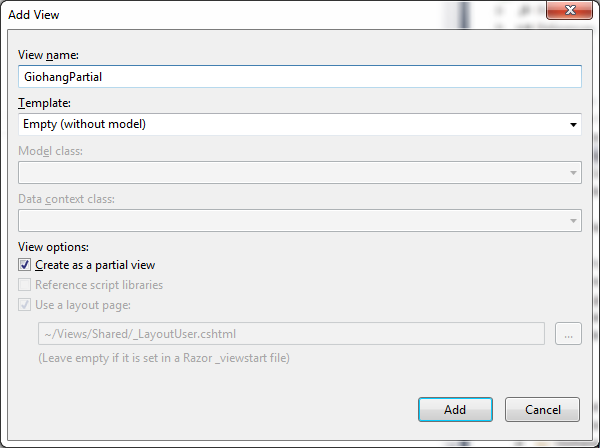 Add View
View name:
GiohangPartial
Template:
Empty (without model)
Model class:
Data context class:
View options:
Create as a partial view
Reference script libraries
Use a layout page:
~/Views/Shared/_LayoutUser.cshtml
...
(Leave empty if it is set in a Razor _viewstart file)
Add Cancel